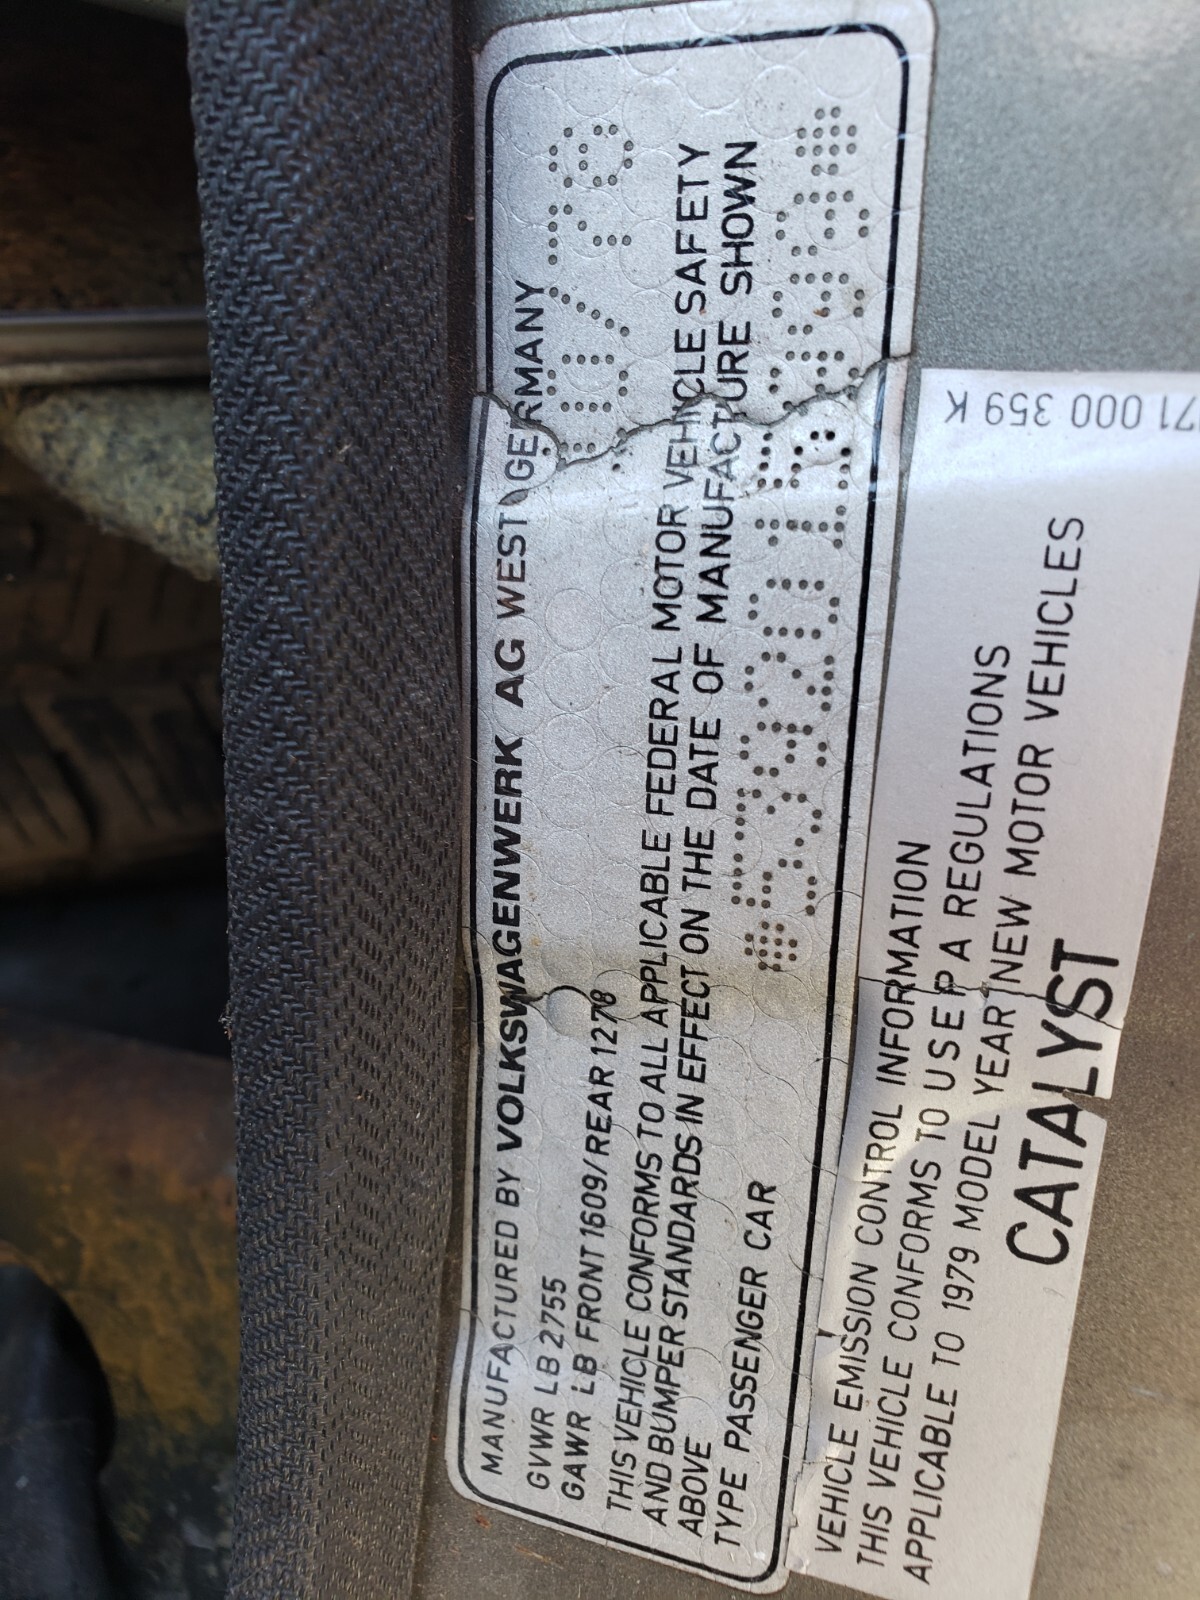 MANUFACTURED BY VOLKSWAGENWERK AG WEST GERMANY
GVWR LB 2755
GAWR LB FRONT 1609/REAR 1278
THIS VEHICLE CONFORMS TO ALL APPLICABLE FEDERAL MOTOR VEHICLE SAFETY
AND BUMPER STANDARDS IN EFFECT ON THE DATE OF MANUFACTURE SHOWN
ABOVE
TYPE PASSENGER CAR
VEHICLE EMISSION CONTROL INFORMATION
THIS VEHICLE CONFORMS TO U S E P A REGULATIONS
APPLICABLE TO 1979 MODEL YEAR NEW MOTOR VEHICLES
CATALYST
71 000 359 K